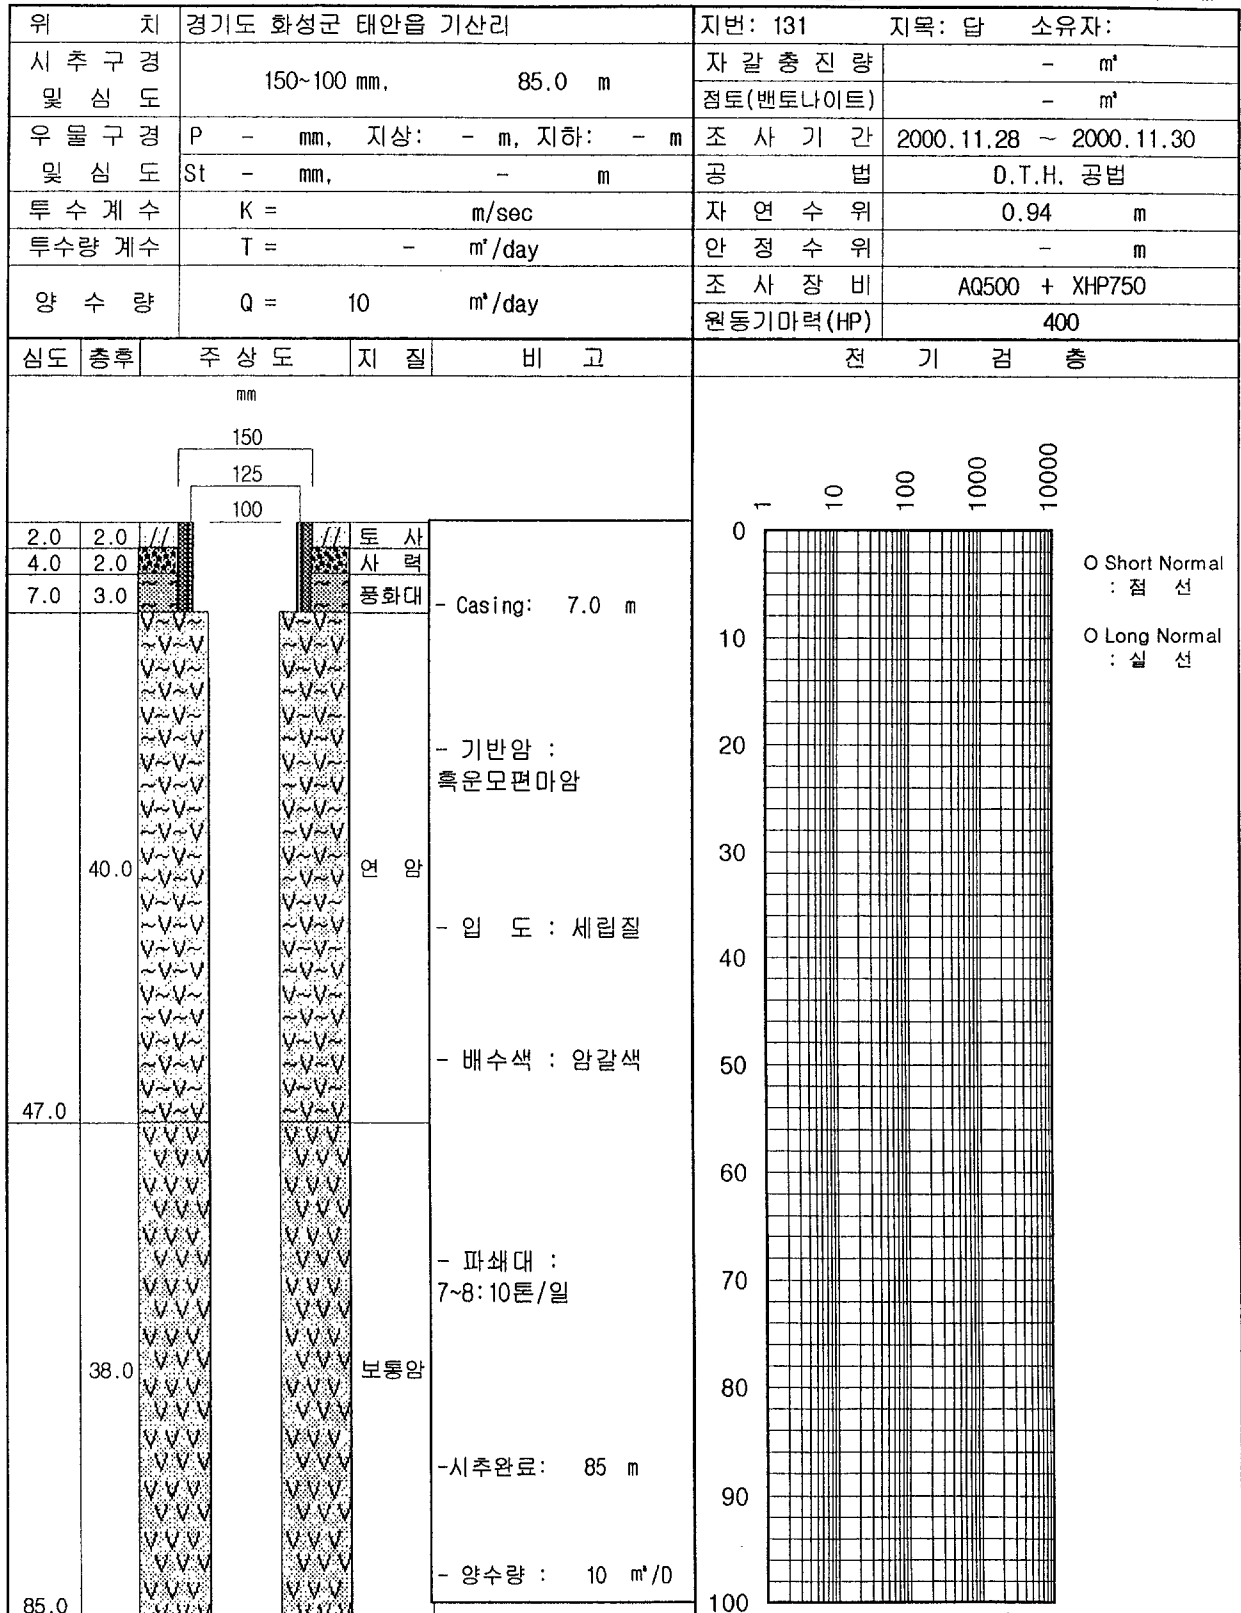 위 치 경기도 화성군 태안읍 기산리 지번: 131 지목: 답 소유자:
시 추 구 경 및 심 도 150~100 mm, 85.0 m
자 갈 충 진 량 - m³
점토(밴토나이트) - m³
우 물 구 경 및 심 도 P - mm, 지상: - m, 지하: - m
St - mm, - m
조 사 기 간 2000.11.28 ~ 2000.11.30
공 법 D.T.H. 공법
투 수 계 수 K = m/sec
자 연 수 위 0.94 m
투수량 계수 T = - m²/day
안 정 수 위 - m
양 수 량 Q = 10 m³/day
조 사 장 비 AQ500 + XHP750
원동기마력(HP) 400
심도 층후 주 상 도 지 질 비 고 전 기 검 층
mm
150
125
100
2.0 2.0 토 사
4.0 2.0 사 력
7.0 3.0 풍화대
- Casing: 7.0 m
- 기반암 :
흑운모편마암
40.0 연 암
- 입 도 : 세립질
- 배수색 : 암갈색
47.0
- 파쇄대 :
7~8:10톤/일
38.0 보통암
-시추완료: 85 m
- 양수량 : 10 m³/D
85.0
1 10 100 1000 10000
0
10
20
30
40
50
60
70
80
90
100
O Short Normal
: 점 선
O Long Normal
: 실 선